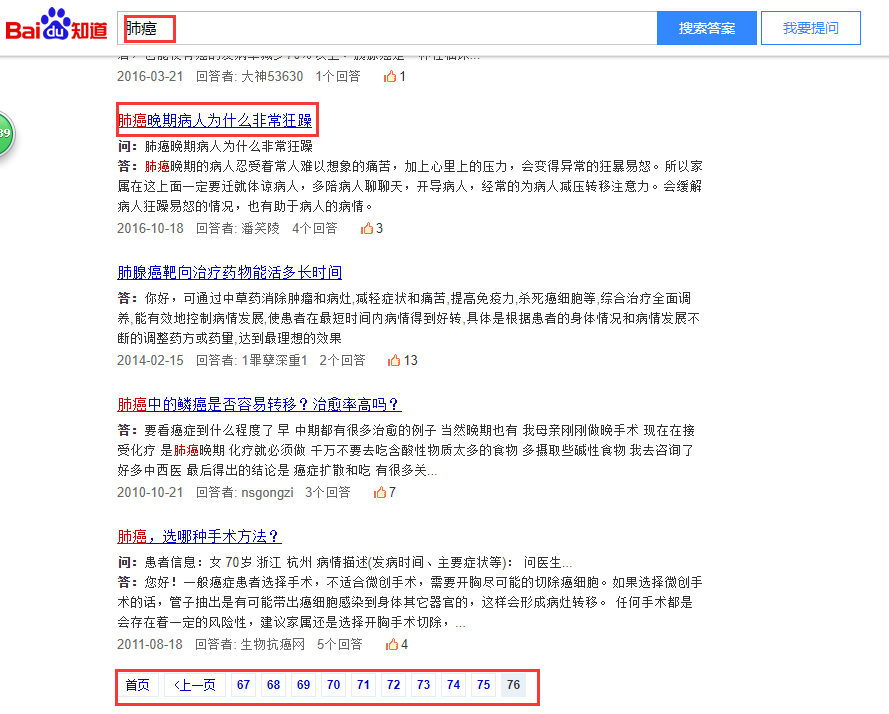 Bai du 知道
肺癌
搜索答案
我要提问
2016-03-21 回答者: 大神53630 1个回答 1
39
肺癌晚期病人为什么非常狂躁
问：肺癌晚期病人为什么非常狂躁
答：肺癌晚期的病人忍受着常人难以想象的痛苦，加上心里上的压力，会变得异常的狂暴易怒。所以家
属在这上面一定要迁就体谅病人，多陪病人聊聊天，开导病人，经常的为病人减压转移注意力。会缓解
病人狂躁易怒的情况，也有助于病人的病情。
2016-10-18 回答者: 潘笑陵 4个回答 3
肺腺癌靶向治疗药物能活多长时间
答：你好，可通过中草药消除肿瘤和病灶,减轻症状和痛苦,提高免疫力,杀死癌细胞等,综合治疗全面调
养,能有效地控制病情发展,使患者在最短时间内病情得到好转,具体是根据患者的身体情况和病情发展不
断的调整药方或药量,达到最理想的效果
2014-02-15 回答者: 1罪孽深重1 2个回答 13
肺癌中的鳞癌是否容易转移？治愈率高吗？
答：要看癌症到什么程度了 早 中期都有很多治愈的例子 当然晚期也有 我母亲刚刚做晚手术 现在在接
受化疗 是肺癌晚期 化疗就必须做 千万不要去吃含酸性物质太多的食物 多摄取些碱性食物 我去咨询了
好多中西医 最后得出的结论是 癌症扩散和吃 有很多关...
2010-10-21 回答者: nsgongzi 3个回答 7
肺癌，选哪种手术方法？
问：患者信息：女 70岁 浙江 杭州 病情描述(发病时间、主要症状等)： 问医生...
答：您好！一般癌症患者选择手术，不适合微创手术，需要开胸尽可能的切除癌细胞。如果选择微创手
术的话，管子抽出是有可能带出癌细胞感染到身体其它器官的，这样会形成病灶转移。 任何手术都是
会存在着一定的风险性，建议家属还是选择开胸手术切除，...
2011-08-18 回答者: 生物抗癌网 5个回答 4
首页 <上一页 67 68 69 70 71 72 73 74 75 76